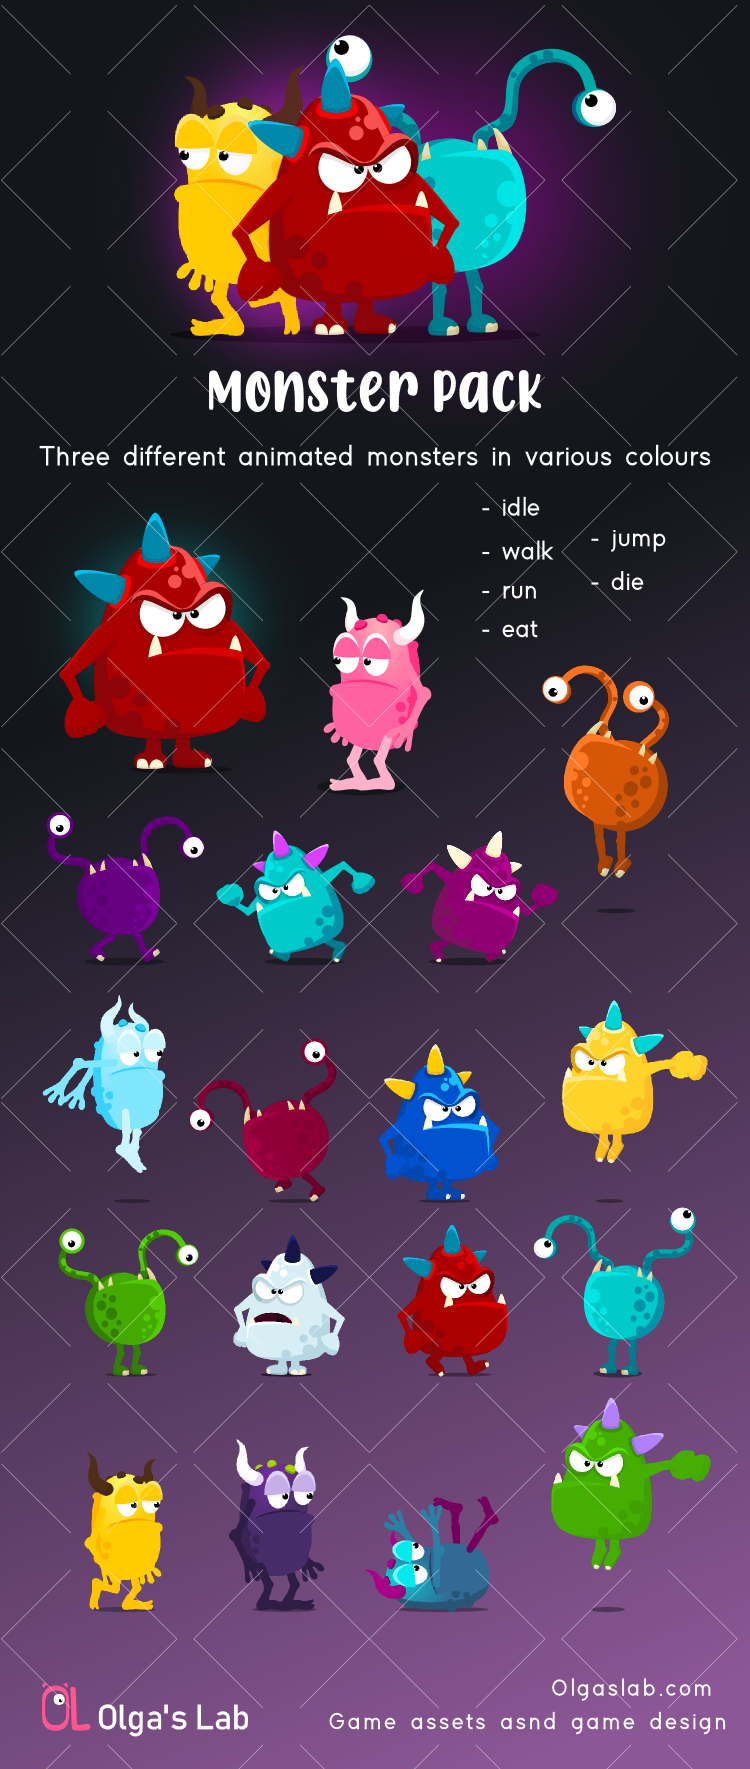 Monster Pack
Three different animated monsters in various colours
- idle
- walk
- run
- eat
- jump
- die
OL Olga's Lab
Olgaslab.com
Game assets asnd game design